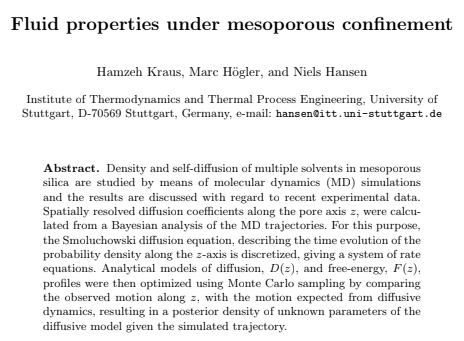 Fluid properties under mesoporous confinement
Hamzeh Kraus, Marc Högler, and Niels Hansen
Institute of Thermodynamics and Thermal Process Engineering, University of
Stuttgart, D-70569 Stuttgart, Germany, e-mail: hansen@itt.uni-stuttgart.de
Abstract. Density and self-diffusion of multiple solvents in mesoporous
silica are studied by means of molecular dynamics (MD) simulations
and the results are discussed with regard to recent experimental data.
Spatially resolved diffusion coefficients along the pore axis z, were calcu-
lated from a Bayesian analysis of the MD trajectories. For this purpose,
the Smoluchowski diffusion equation, describing the time evolution of the
probability density along the z-axis is discretized, giving a system of rate
equations. Analytical models of diffusion, D(z), and free-energy, F(z),
profiles were then optimized using Monte Carlo sampling by comparing
the observed motion along z, with the motion expected from diffusive
dynamics, resulting in a posterior density of unknown parameters of the
diffusive model given the simulated trajectory.